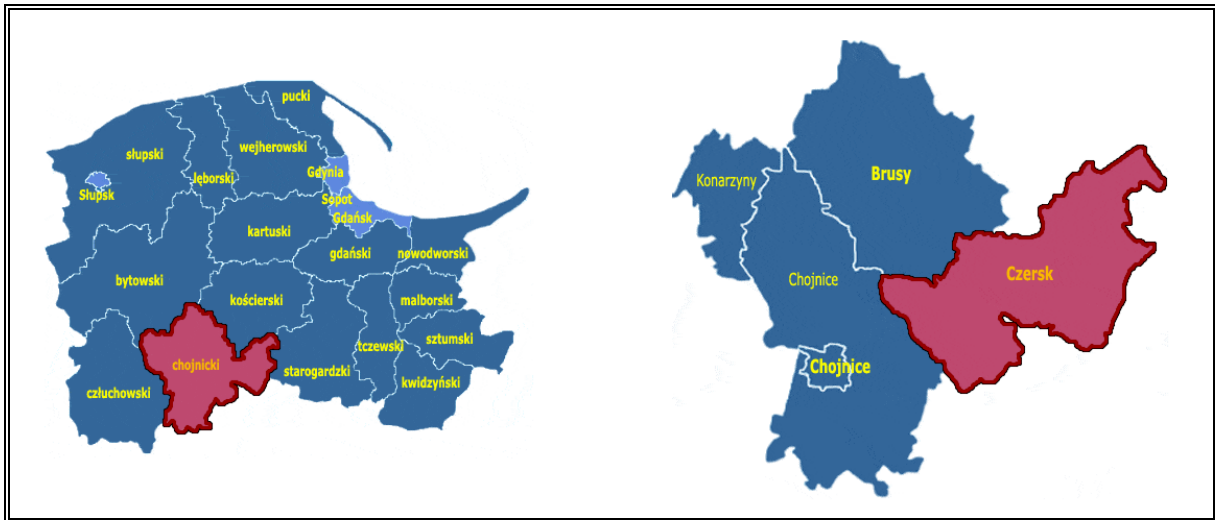 pucki
wejherowski
słupski
Gdynia
lęborski
Słupsk
Sopot
Gdańsk
kartuski
gdański
nowodworski
bytowski
kościerski
malborski
sztumski
tczewski
chojnicki
starogardzki
kwidzyński
człuchowski
Brusy
Konarzyny
Czersk
Chojnice
Chojnice